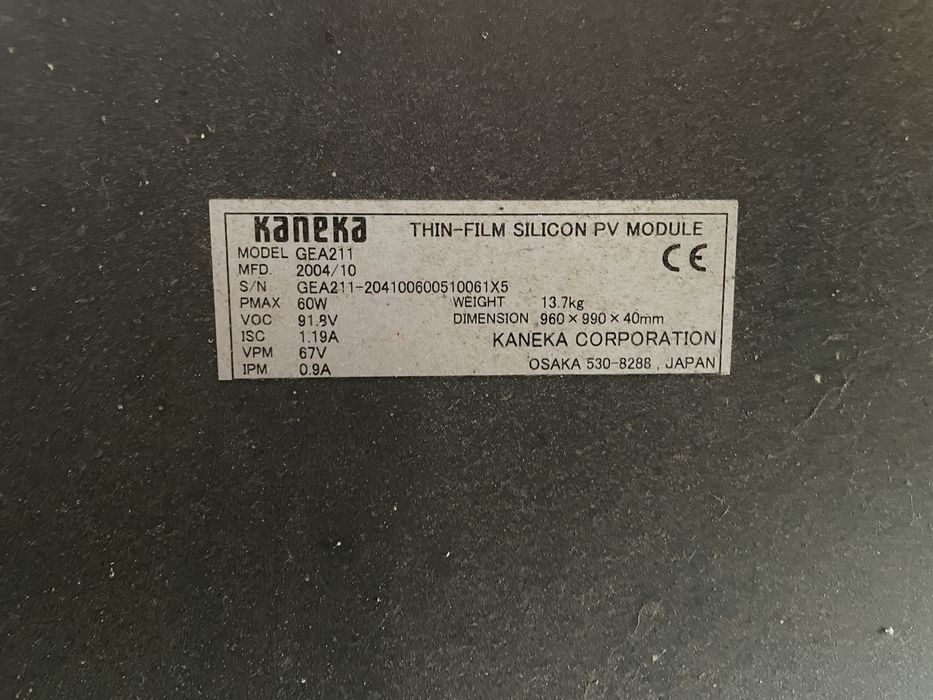 Kaneka THIN-FILM SILICON PV MODULE
MODEL GEA211
CE
MFD. 2004/10
S/N GEA211-204100600510061X5
PMAX 60W WEIGHT 13.7kg
VOC 91.8V DIMENSION 960×990×40mm
ISC 1.19A KANEKA CORPORATION
VPM 67V
IPM 0.9A OSAKA 530-8288 , JAPAN